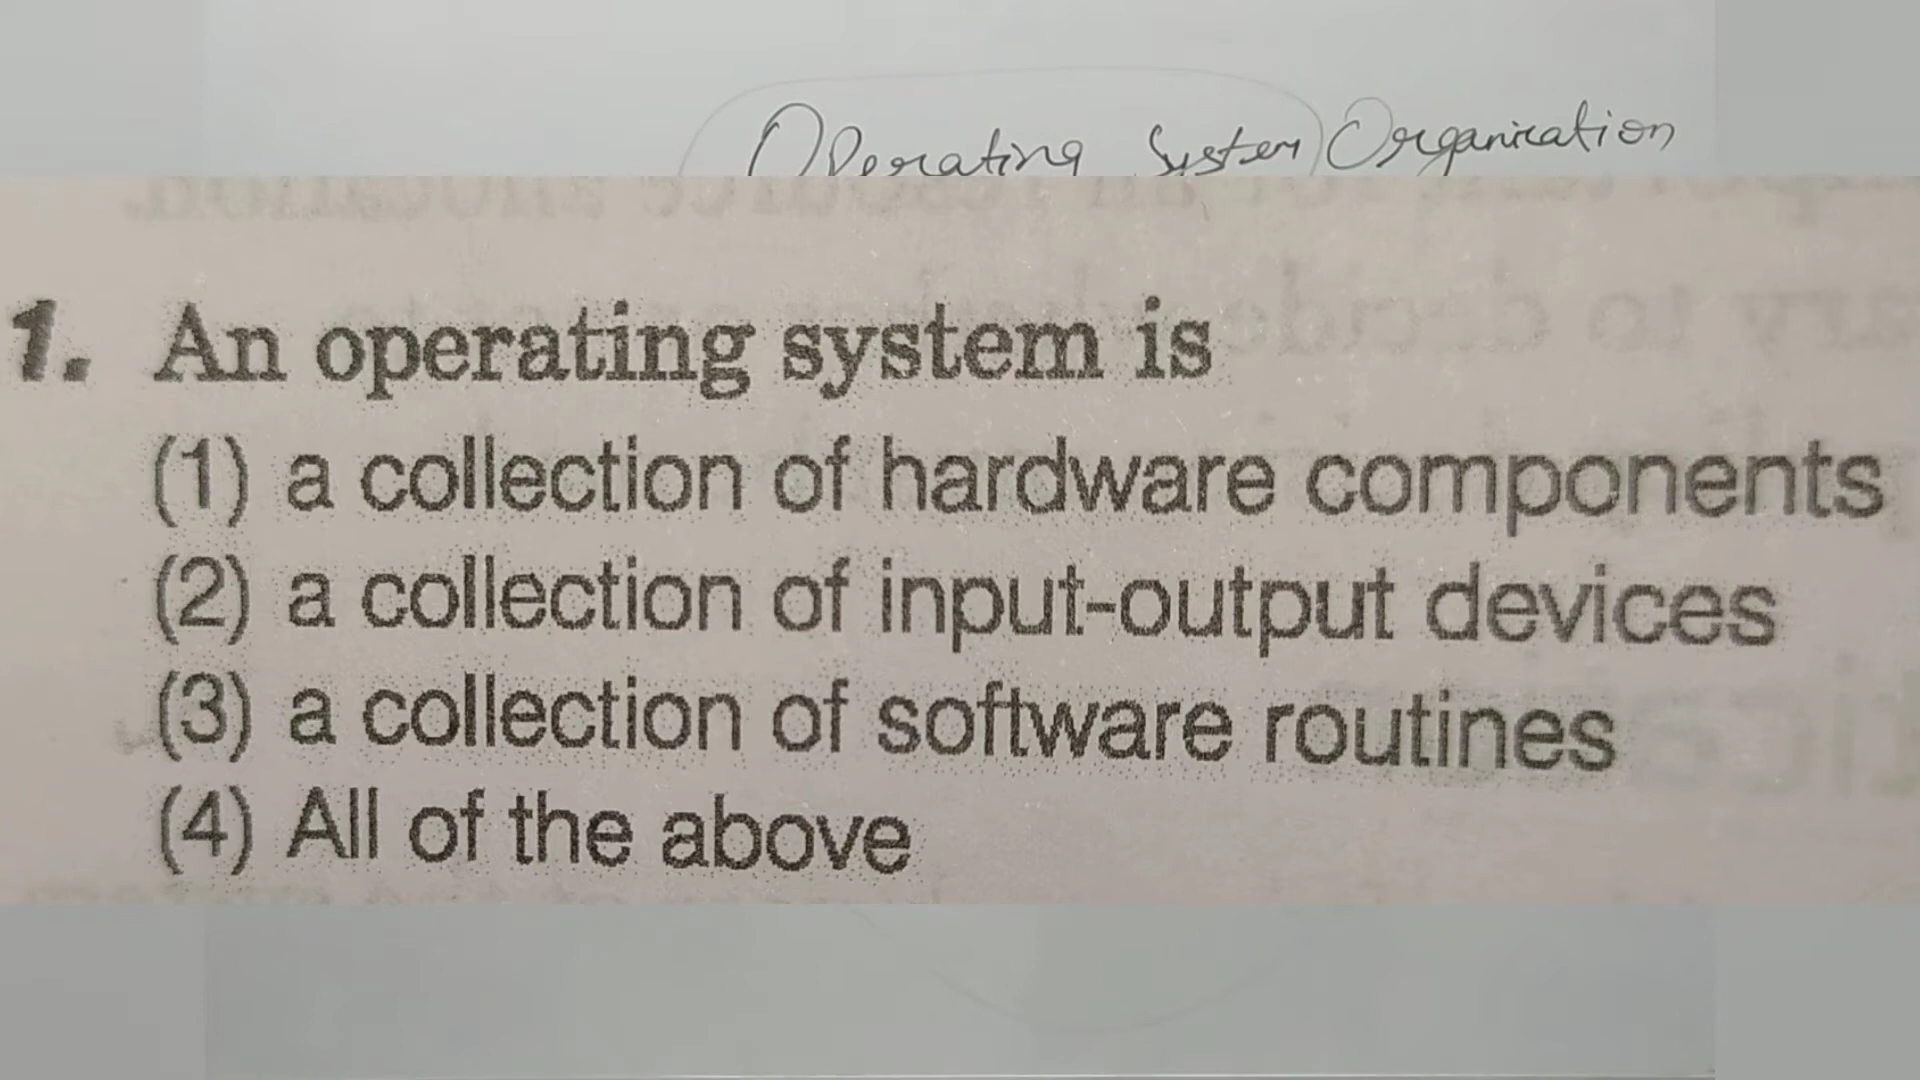 Operating System Organization
1. An operating system is
(1) a collection of hardware components
(2) a collection of input-output devices
(3) a collection of software routines
(4) All of the above